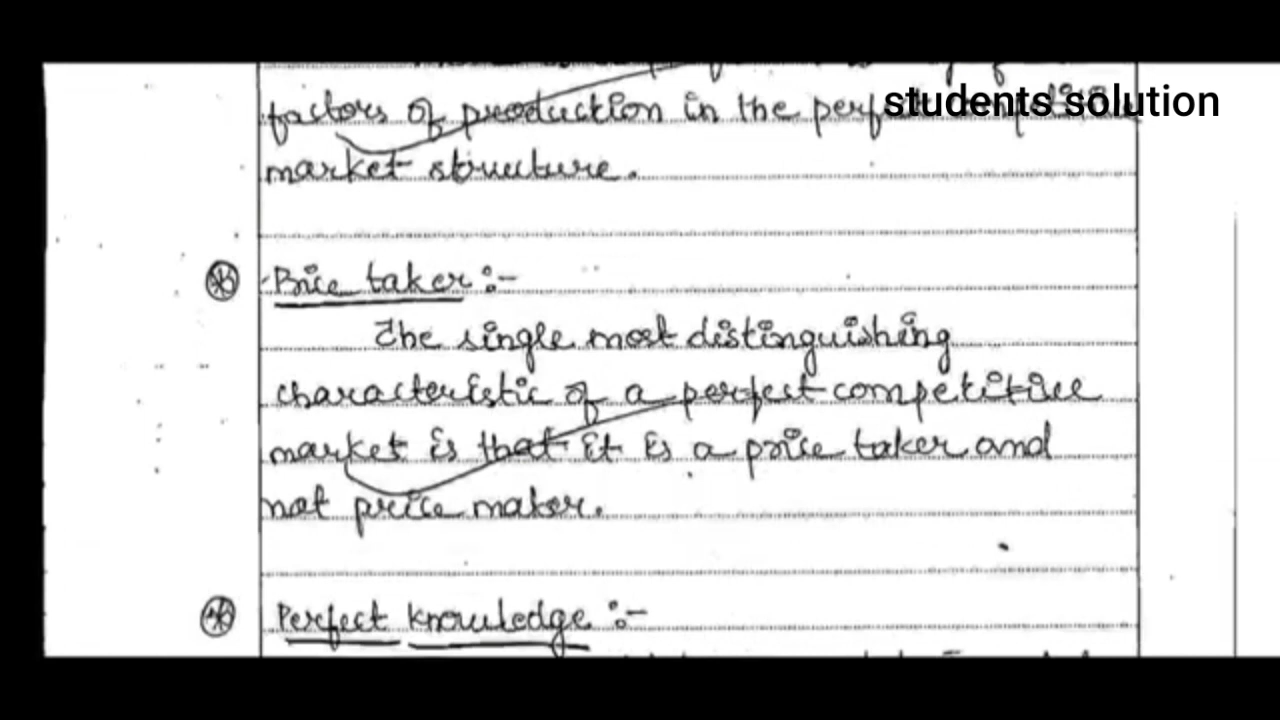 students solution
factors of production in the
market structure.
Price taker :-
The single most distinguishing
characteristic of a perfect competitive
market is that it is a price taker and
not price maker.
Perfect knowledge :-